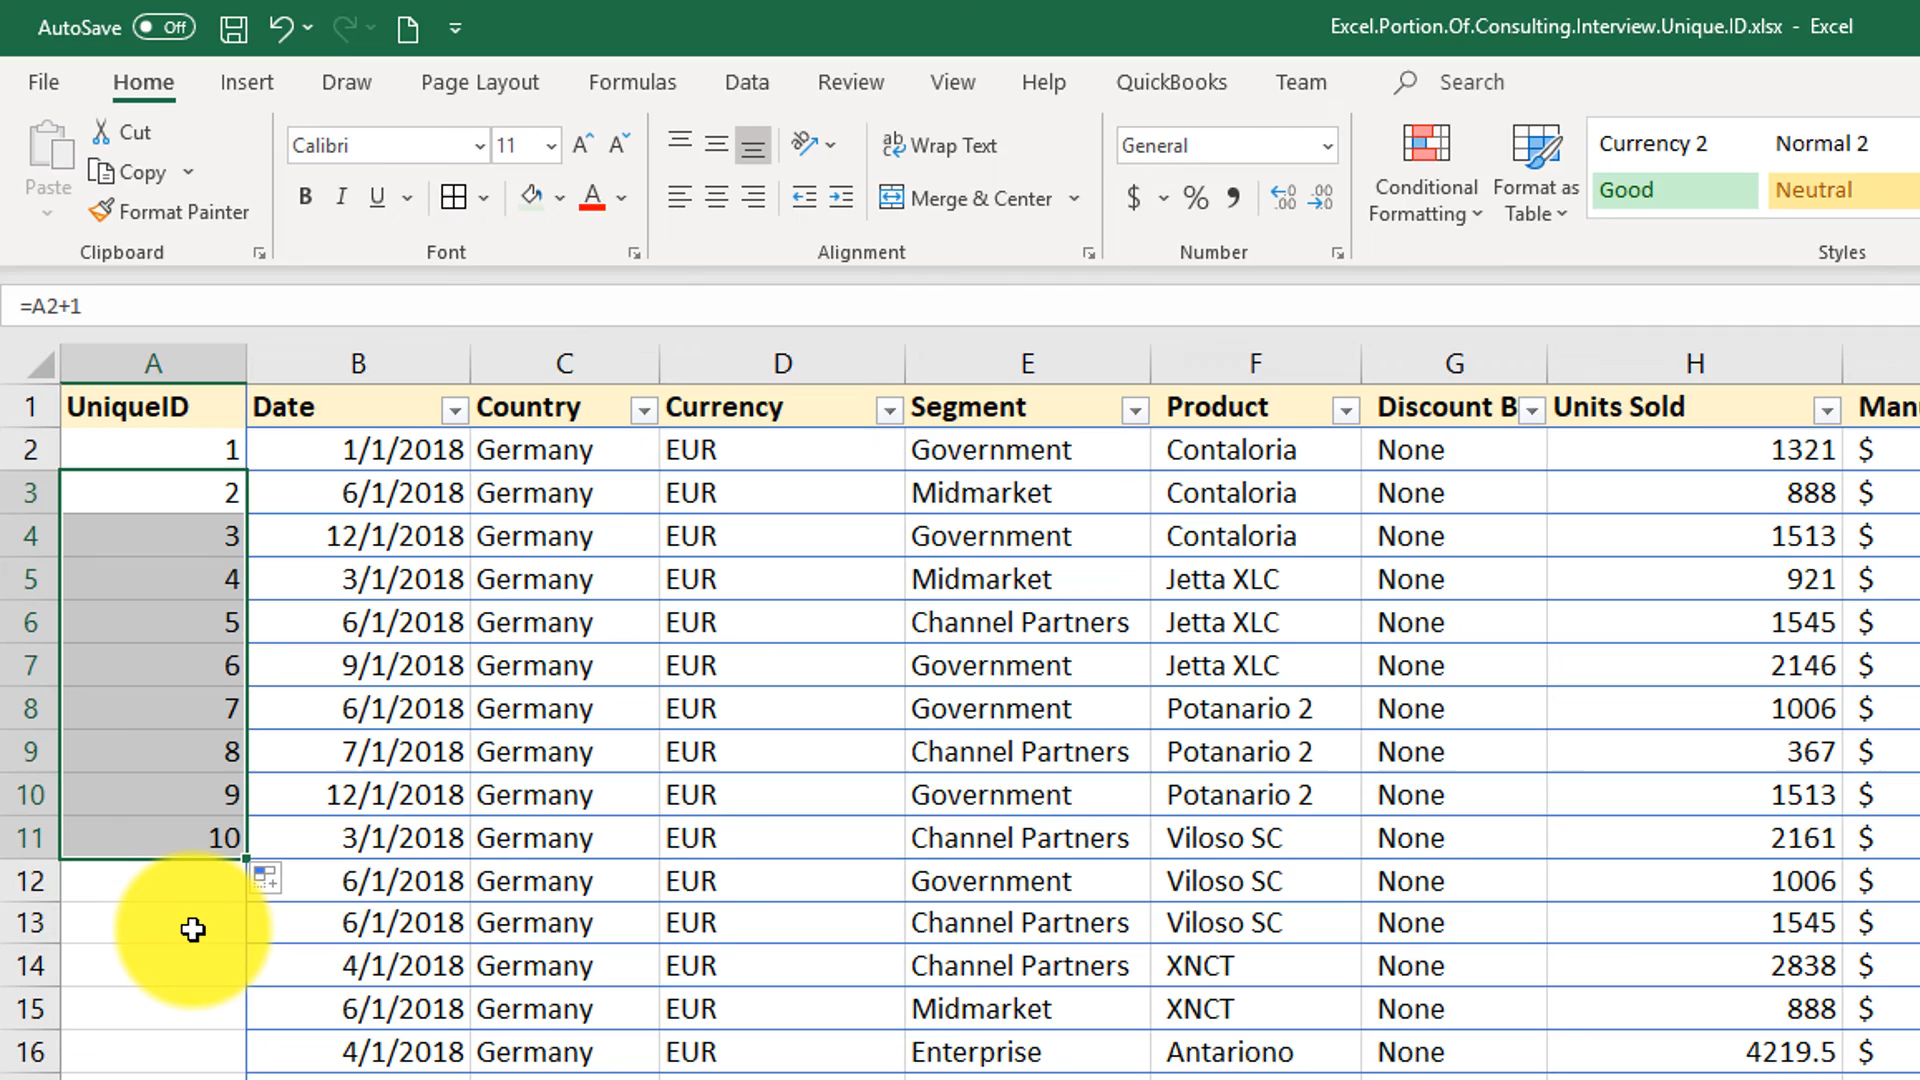 AutoSave Off Excel.Portion.Of.Consulting.Interview.Unique.ID.xlsx - Excel
File Home Insert Draw Page Layout Formulas Data Review View Help QuickBooks Team Search
Paste Cut Copy Format Painter
Clipboard
Calibri 11
B I U A
Font
Wrap Text
Merge & Center
Alignment
General
$ % , .00
Number
Conditional Formatting
Format as Table
Currency 2 Normal 2
Good Neutral
Styles
=A2+1
A B C D E F G H
1 UniqueID Date Country Currency Segment Product Discount B Units Sold Manu
2 1 1/1/2018 Germany EUR Government Contaloria None 1321 $
3 2 6/1/2018 Germany EUR Midmarket Contaloria None 888 $
4 3 12/1/2018 Germany EUR Government Contaloria None 1513 $
5 4 3/1/2018 Germany EUR Midmarket Jetta XLC None 921 $
6 5 6/1/2018 Germany EUR Channel Partners Jetta XLC None 1545 $
7 6 9/1/2018 Germany EUR Government Jetta XLC None 2146 $
8 7 6/1/2018 Germany EUR Government Potanario 2 None 1006 $
9 8 7/1/2018 Germany EUR Channel Partners Potanario 2 None 367 $
10 9 12/1/2018 Germany EUR Government Potanario 2 None 1513 $
11 10 3/1/2018 Germany EUR Channel Partners Viloso SC None 2161 $
12 6/1/2018 Germany EUR Government Viloso SC None 1006 $
13 6/1/2018 Germany EUR Channel Partners Viloso SC None 1545 $
14 4/1/2018 Germany EUR Channel Partners XNCT None 2838 $
15 6/1/2018 Germany EUR Midmarket XNCT None 888 $
16 4/1/2018 Germany EUR Enterprise Antariono None 4219.5 $